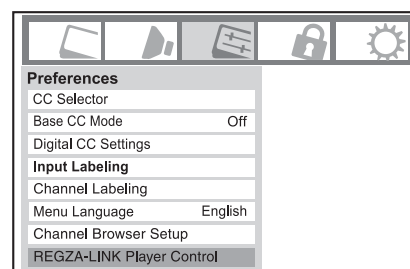 Preferences
CC Selector
Base CC Mode Off
Digital CC Settings
Input Labeling
Channel Labeling
Menu Language English
Channel Browser Setup
REGZA-LINK Player Control